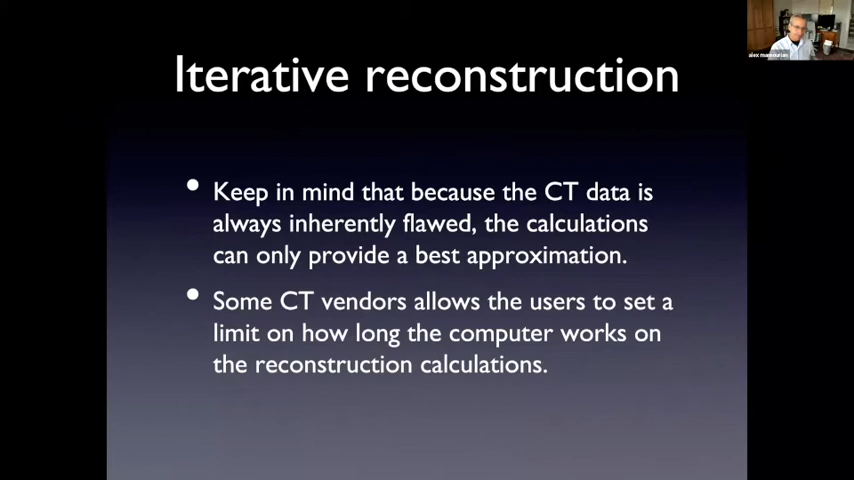 Iterative reconstruction
• Keep in mind that because the CT data is
always inherently flawed, the calculations
can only provide a best approximation.
• Some CT vendors allows the users to set a
limit on how long the computer works on
the reconstruction calculations.